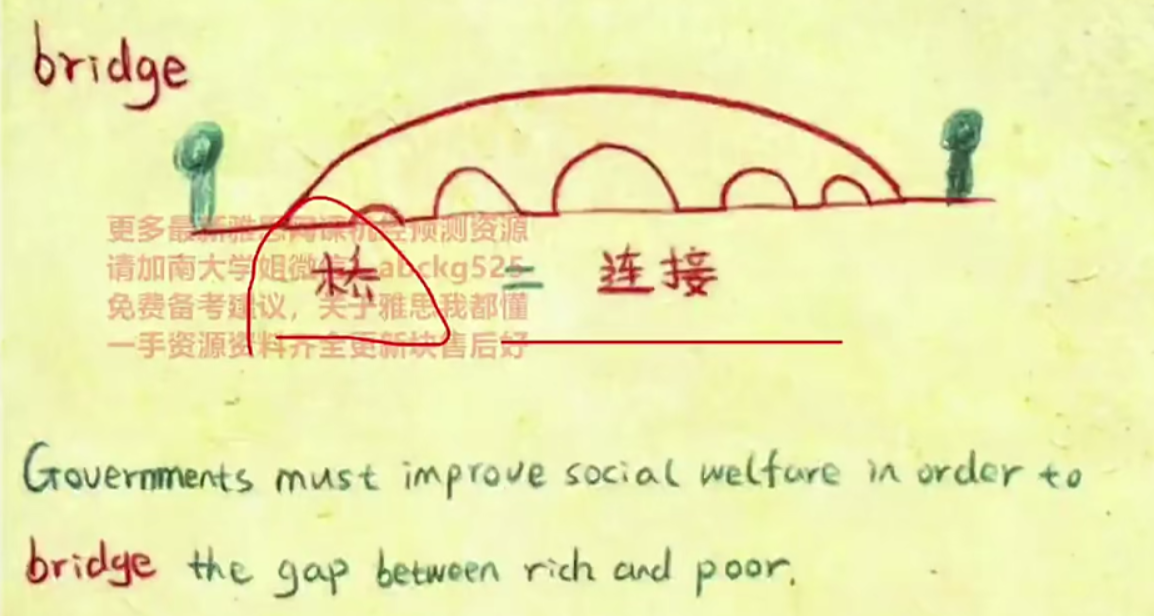 bridge
更多最新雅思网课机经预测资源
请加南大学姐微信：abckg525
桥 = 连接
免费备考建议，关于雅思我都懂
一手资源资料齐全更新块售后好
Governments must improve social welfare in order to
bridge the gap between rich and poor.